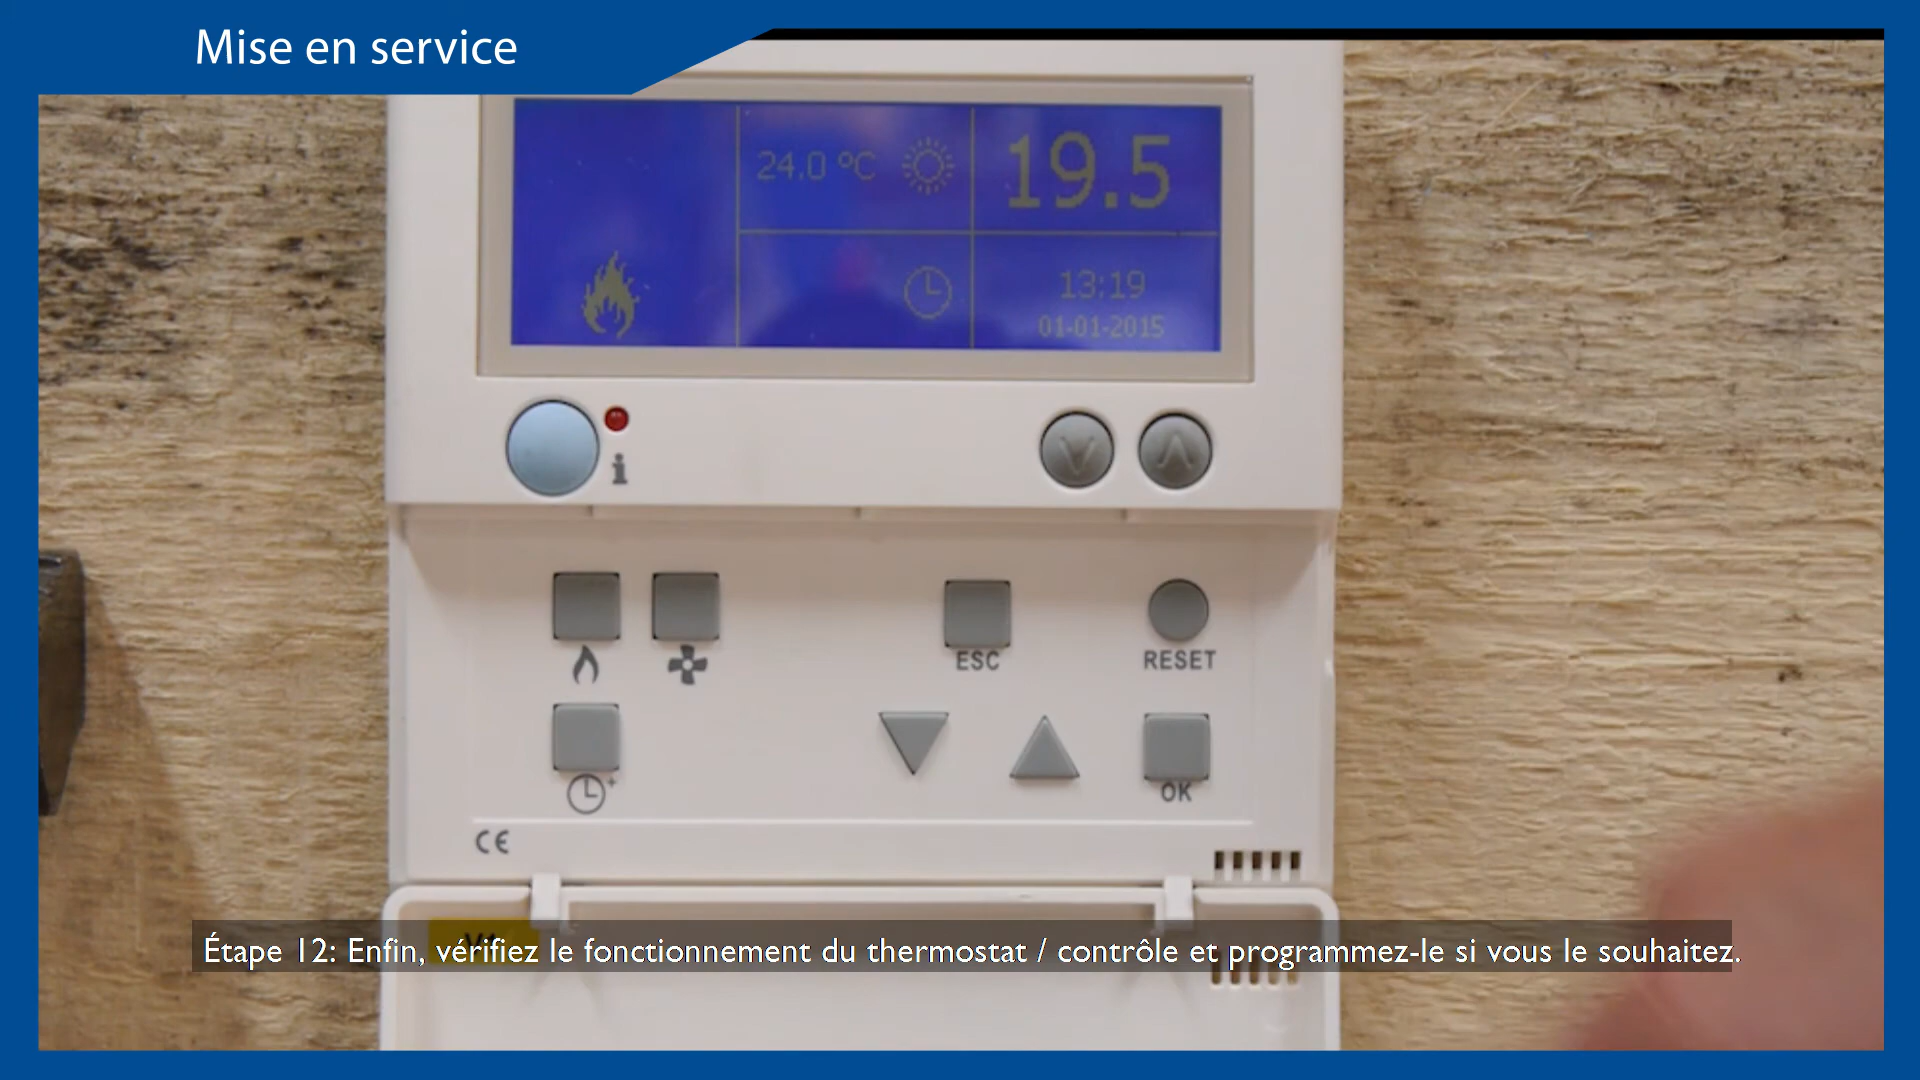 Mise en service
24.0 ºC
19.5
13:19
01-01-2015
i
ESC
RESET
OK
CE
Étape 12: Enfin, vérifiez le fonctionnement du thermostat / contrôle et programmez-le si vous le souhaitez.